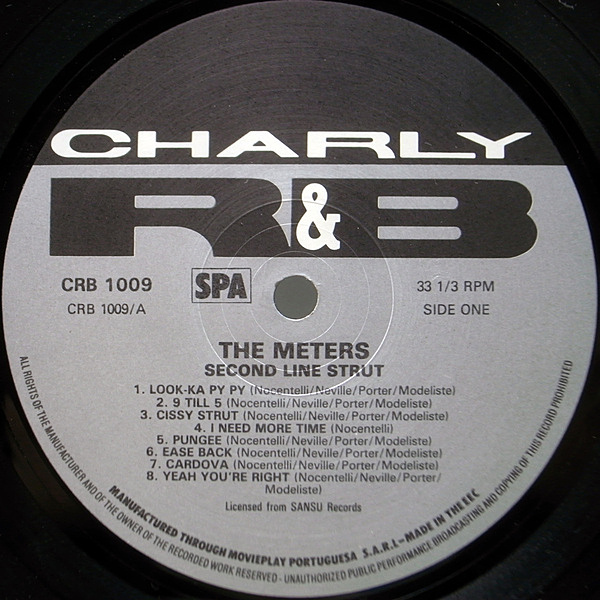 CHARLY
R&B
CRB 1009
CRB 1009/A
SPA
33 1/3 RPM
SIDE ONE
THE METERS
SECOND LINE STRUT
1. LOOK-KA PY PY (Nocentelli/Neville/Porter/Modeliste)
2. 9 TILL 5 (Nocentelli/Neville/Porter/Modeliste)
3. CISSY STRUT (Nocentelli/Neville/Porter/Modeliste)
4. I NEED MORE TIME (Nocentelli)
5. PUNGEE (Nocentelli/Neville/Porter/Modeliste)
6. EASE BACK (Nocentelli/Neville/Porter/Modeliste)
7. CARDOVA (Nocentelli/Neville/Porter/Modeliste)
8. YEAH YOU'RE RIGHT (Nocentelli/Neville/Porter/
Modeliste)
Licensed from SANSU Records
MANUFACTURED THROUGH MOVIEPLAY PORTUGUESA S.A.R.L-MADE IN THE EEC
ALL RIGHTS OF THE MANUFACTURER AND OF THE OWNER OF THE RECORDED WORK RESERVED - UNAUTHORIZED PUBLIC PERFORMANCE BROADCASTING AND COPYING OF THIS RECORD PROHIBITED